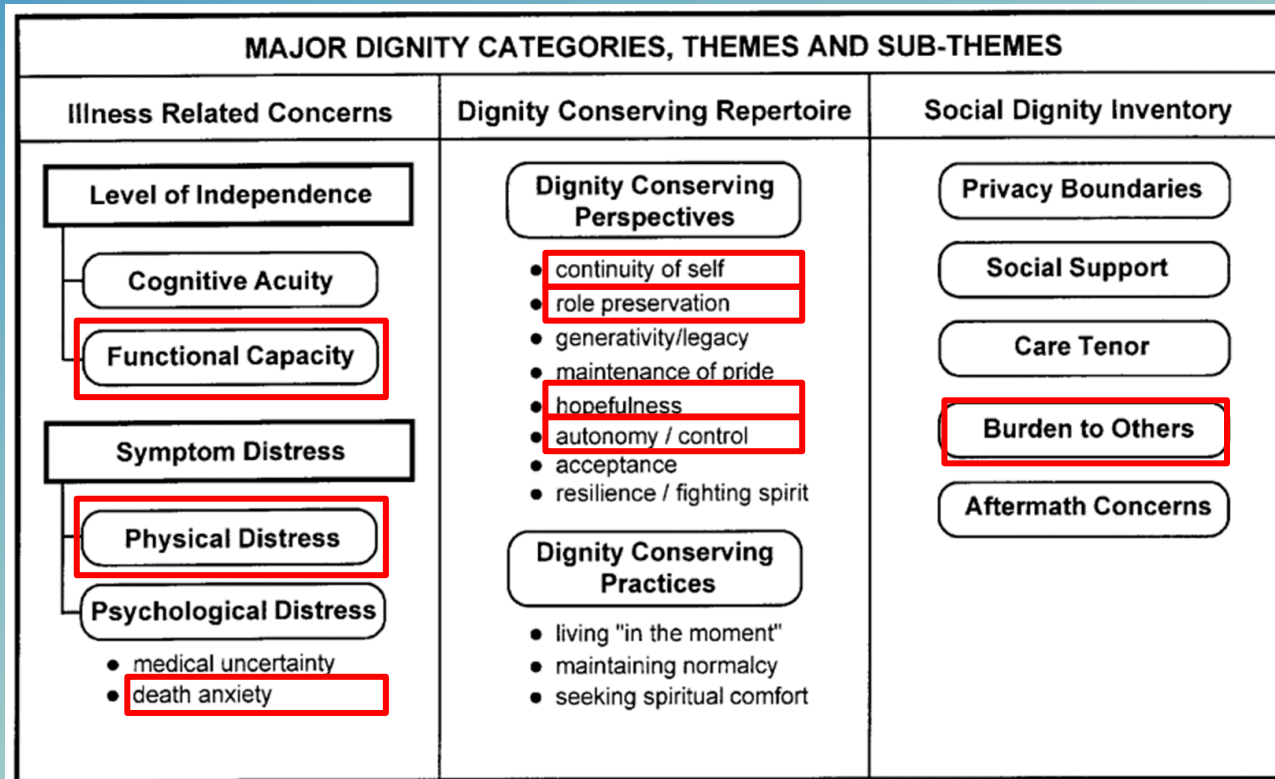 MAJOR DIGNITY CATEGORIES, THEMES AND SUB-THEMES
Illness Related Concerns
Level of Independence
Cognitive Acuity
Functional Capacity
Symptom Distress
Physical Distress
Psychological Distress
● medical uncertainty
● death anxiety
Dignity Conserving Repertoire
Dignity Conserving
Perspectives
● continuity of self
● role preservation
● generativity/legacy
● maintenance of pride
● hopefulness
● autonomy / control
● acceptance
● resilience / fighting spirit
Dignity Conserving
Practices
● living "in the moment"
● maintaining normalcy
● seeking spiritual comfort
Social Dignity Inventory
Privacy Boundaries
Social Support
Care Tenor
Burden to Others
Aftermath Concerns